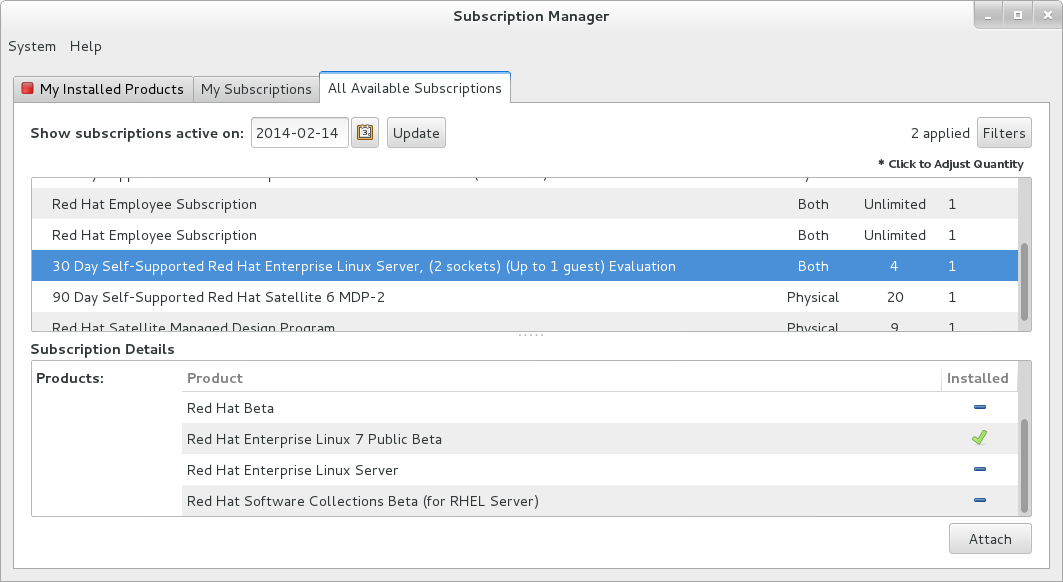 Subscription Manager
System Help
My Installed Products My Subscriptions All Available Subscriptions
Show subscriptions active on: 2014-02-14 Update 2 applied Filters
* Click to Adjust Quantity
Red Hat Employee Subscription Both Unlimited 1
Red Hat Employee Subscription Both Unlimited 1
30 Day Self-Supported Red Hat Enterprise Linux Server, (2 sockets) (Up to 1 guest) Evaluation Both 4 1
90 Day Self-Supported Red Hat Satellite 6 MDP-2 Physical 20 1
Red Hat Satellite Managed Design Program Physical 9 1
Subscription Details
Products: Product Installed
Red Hat Beta
Red Hat Enterprise Linux 7 Public Beta
Red Hat Enterprise Linux Server
Red Hat Software Collections Beta (for RHEL Server)
Attach